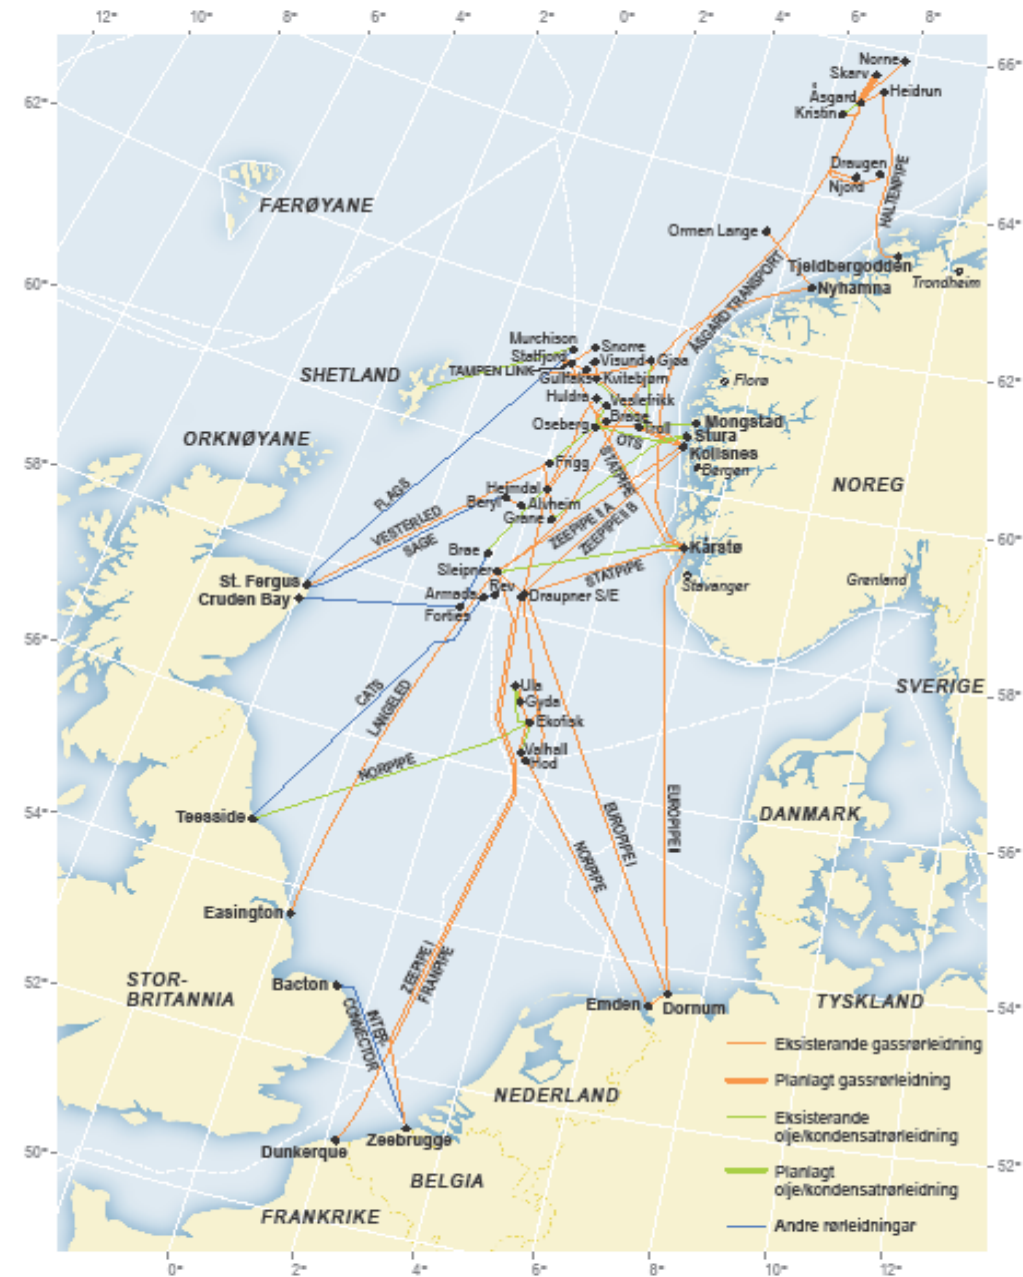 12° 10° 8° 6° 4° 2° 0° 2° 4° 6° 8°
66°
64°
62°
60°
58°
56°
54°
52°
62°
60°
58°
56°
54°
52°
50°
Norne
Skarv
Åsgard
Heidrun
Kristin
Draugen
Njord
HALTENPIPE
FÆRØYANE
Ormen Lange
Tjeldbergodden
Trondheim
Nyhamna
ÅSGARD TRANSPORT
Murchison
Snorre
Statfjord
Visund
Gjøa
TAMPEN LINK
Gullfaks
Kvitebjørn
SHETLAND
Florø
Huldra
Veslefrikk
Brage
Oseberg
Troll
Mongstad
OTS
Stura
Kollsnes
Bergen
ORKNØYANE
Frigg
STATPIPE
NOREG
FLAGS
Heimdal
Beryl
Alvheim
Grane
VESTERLED
SAGE
ZEEPIPE II A
ZEEPIPE II B
Brae
Kårstø
Sleipner
St. Fergus
STATPIPE
Stavanger
Grenland
Cruden Bay
Armada
Rev
Draupner S/E
Forties
CATS
LANGELED
Ula
Gyda
Ekofisk
SVERIGE
Valhall
Hod
NORPIPE
Teesside
EUROPIPE I
EUROPIPE II
DANMARK
NORPIPE
Easington
ZEEPIPE I
FRANPIPE
STOR-
BRITANNIA
Bacton
INTER
CONNECTOR
Emden
Dornum
TYSKLAND
NEDERLAND
Dunkerque
Zeebrugge
BELGIA
FRANKRIKE
Eksisterande gassrørleidning
Planlagt gassrørleidning
Eksisterande
olje/kondensatrørleidning
Planlagt
olje/kondensatrørleidning
Andre rørleidningar
0° 2° 4° 6° 8° 10° 12°